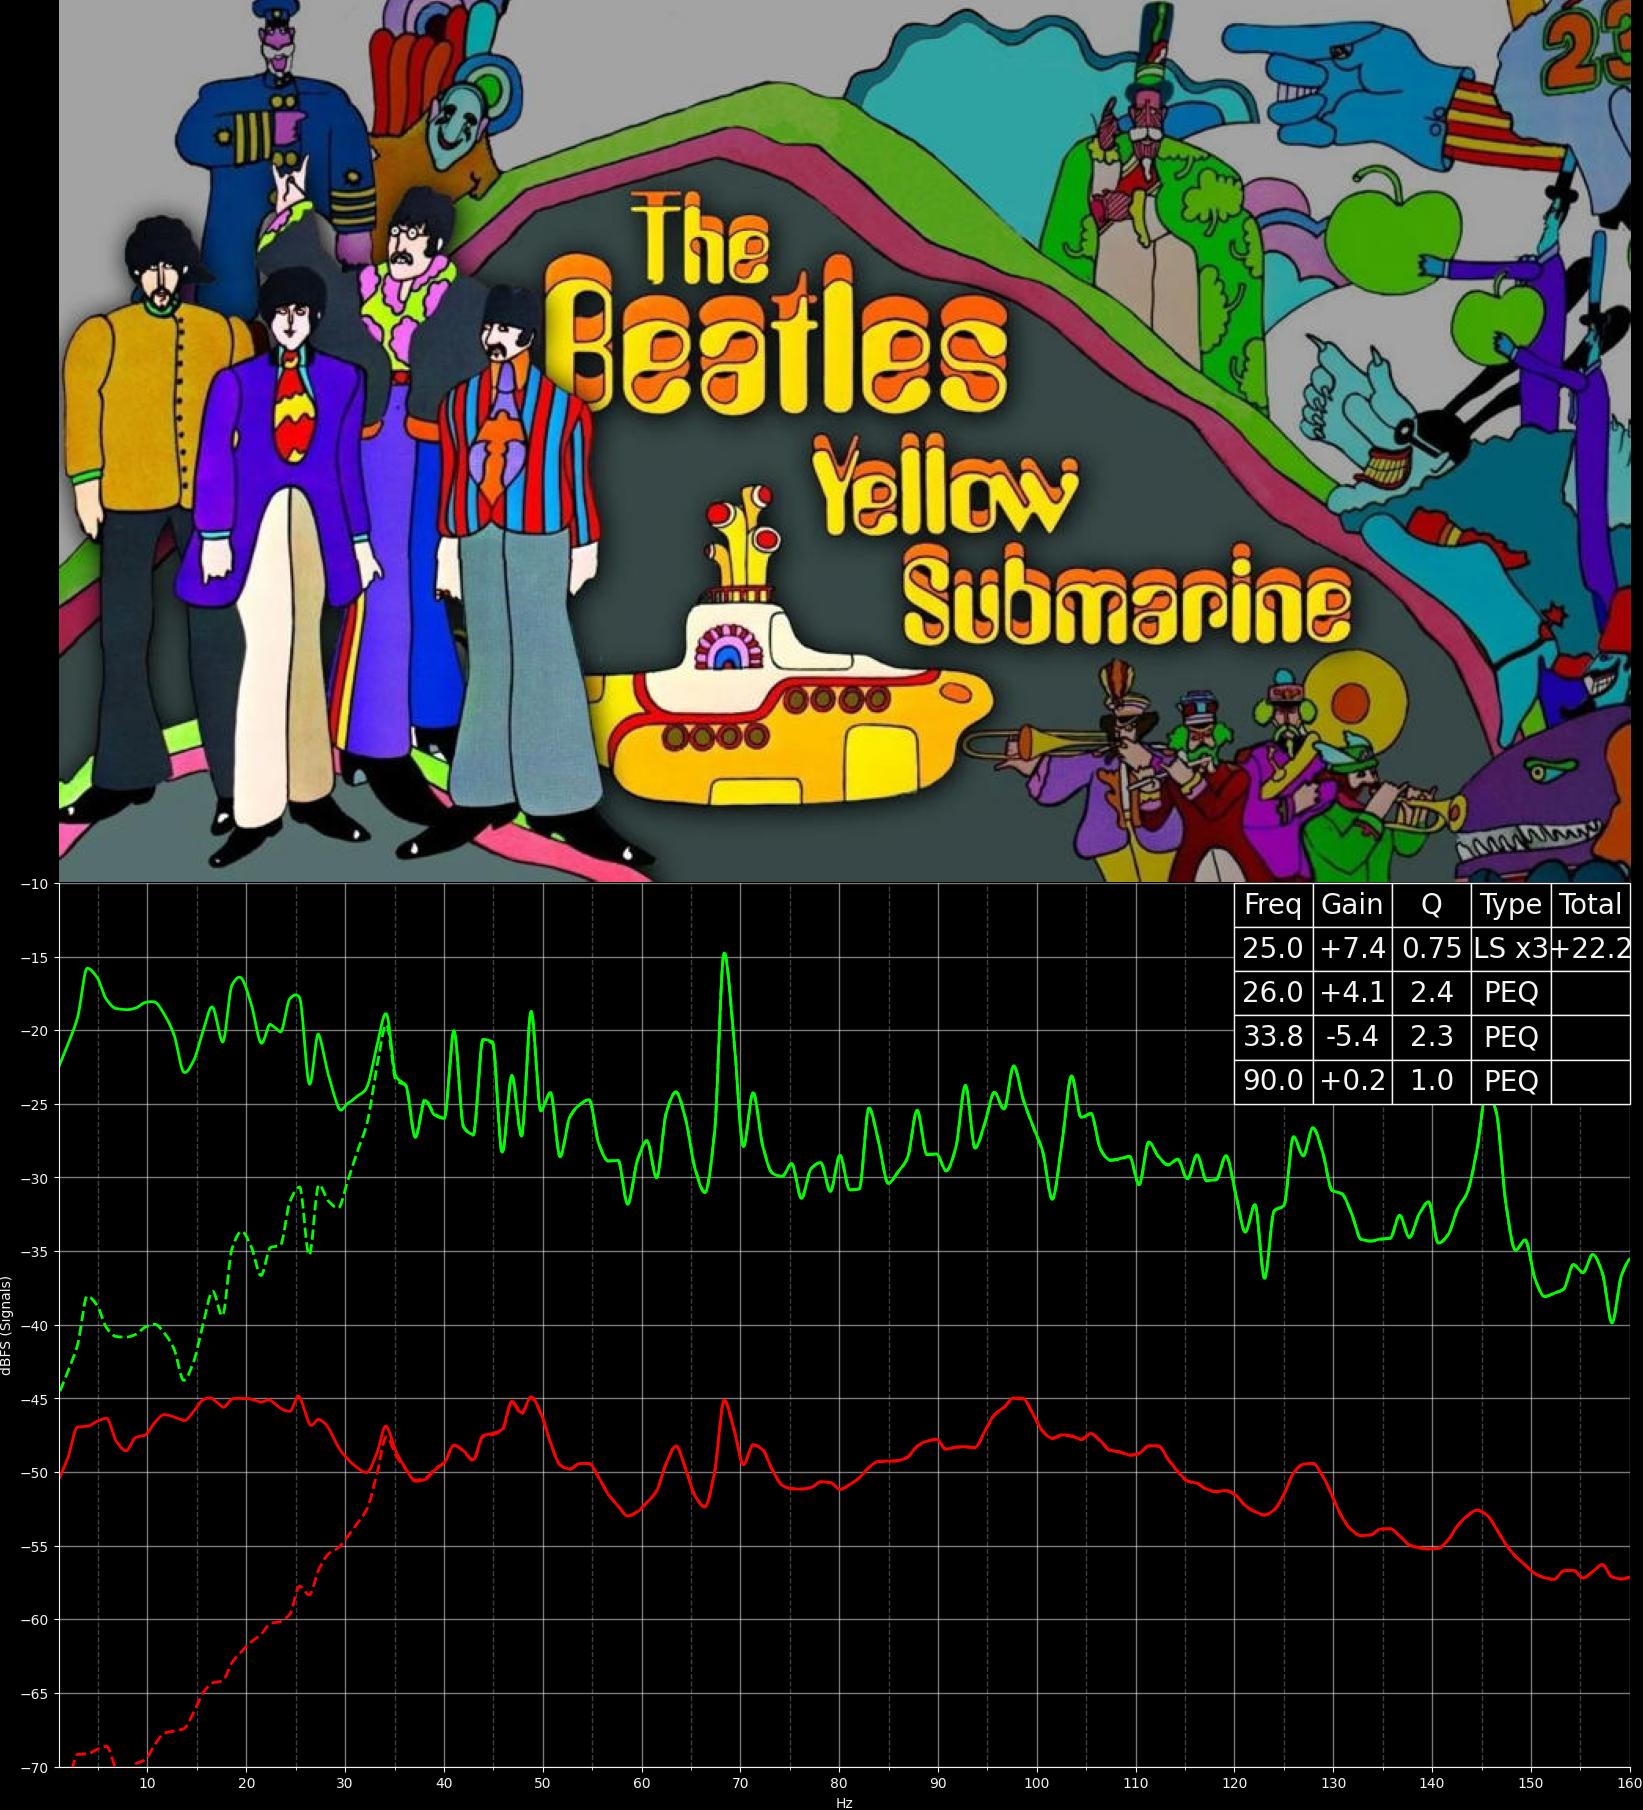 23
The
Beatles
Yellow
Submarine
Freq Gain Q Type Total
25.0 +7.4 0.75 LS x3 +22.2
26.0 +4.1 2.4 PEQ
33.8 -5.4 2.3 PEQ
90.0 +0.2 1.0 PEQ
−10
−15
−20
−25
−30
−35
−40
−45
−50
−55
−60
−65
−70
dBFS (Signals)
10 20 30 40 50 60 70 80 90 100 110 120 130 140 150 160
Hz